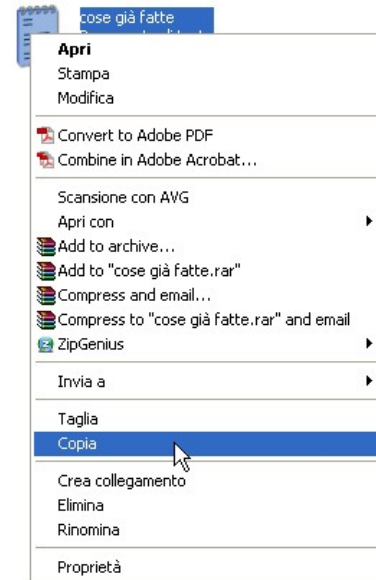 cose già fatte
Apri
Stampa
Modifica
Convert to Adobe PDF
Combine in Adobe Acrobat...
Scansione con AVG
Apri con
Add to archive...
Add to "cose già fatte.rar"
Compress and email...
Compress to "cose già fatte.rar" and email
ZipGenius
Invia a
Taglia
Copia
Crea collegamento
Elimina
Rinomina
Proprietà